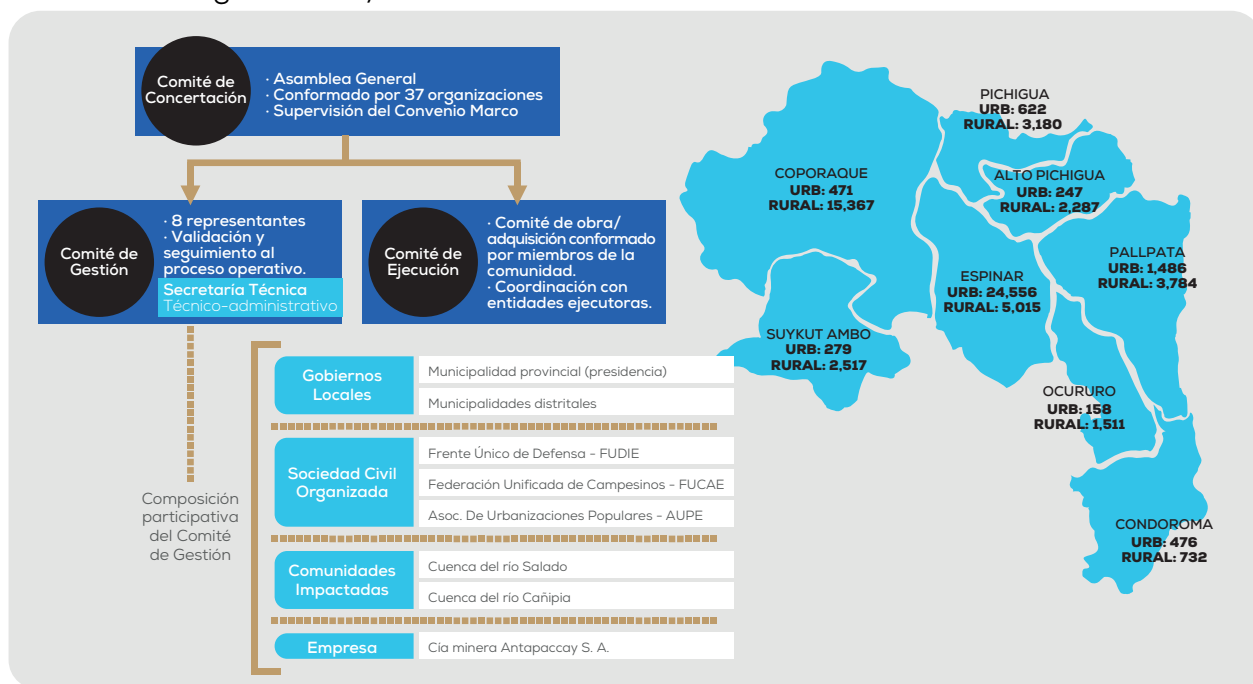 Comité de
Concertación
· Asamblea General
· Conformado por 37 organizaciones
· Supervisión del Convenio Marco
Comité de
Gestión
· 8 representantes
· Validación y
seguimiento al
proceso operativo.
Secretaria Técnica
Técnico-administrativo
Comité de
Ejecución
· Comité de obra/
adquisición conformado
por miembros de la
comunidad.
· Coordinación con
entidades ejecutoras.
Composición
participativa
del Comité
de Gestión
Gobiernos
Locales
Municipalidad provincial (presidencia)
Municipalidades distritales
Sociedad Civil
Organizada
Frente Único de Defensa - FUDIE
Federación Unificada de Campesinos - FUCAE
Asoc. De Urbanizaciones Populares - AUPE
Comunidades
Impactadas
Cuenca del río Salado
Cuenca del río Cañipia
Empresa
Cía minera Antapaccay S. A.
PICHIGUA
URB: 622
RURAL: 3,180
COPORAQUE
URB: 471
RURAL: 15,367
ALTO PICHIGUA
URB: 247
RURAL: 2,287
PALLPATA
URB: 1,486
RURAL: 3,784
ESPINAR
URB: 24,556
RURAL: 5,015
SUYKUT AMBO
URB: 279
RURAL: 2,517
OCURURO
URB: 158
RURAL: 1,511
CONDOROMA
URB: 476
RURAL: 732